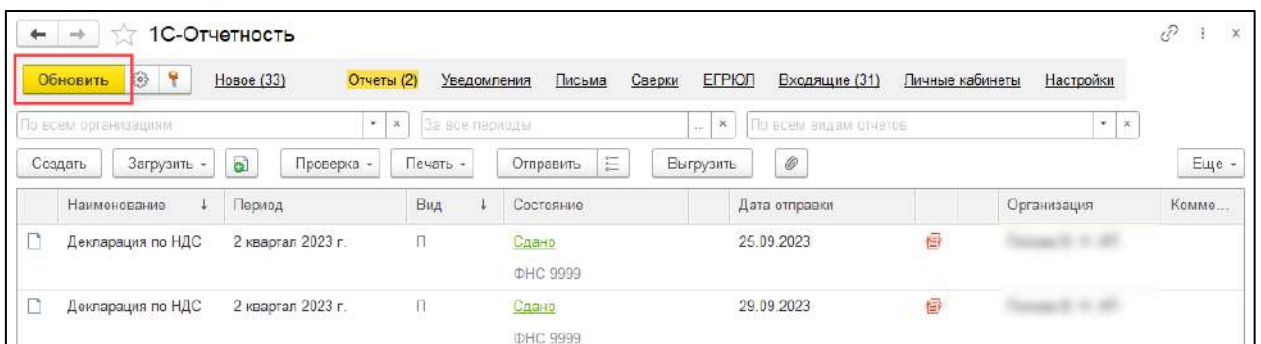 1С-Отчетность
Обновить Новое (33) Отчеты (2) Уведомления Письма Сверки ЕГРЮЛ Входящие (31) Личные кабинеты Настройки
По всем организациям За все периоды ... По всем видам отчетов
Создать Загрузить Проверка Печать Отправить Выгрузить Еще
Наименование ↓ Период Вид ↓ Состояние Дата отправки Организация Комме...
Декларация по НДС 2 квартал 2023 г. П Сдано 25.09.2023
ФНС 9999
Декларация по НДС 2 квартал 2023 г. П Сдано 29.09.2023
ФНС 9999